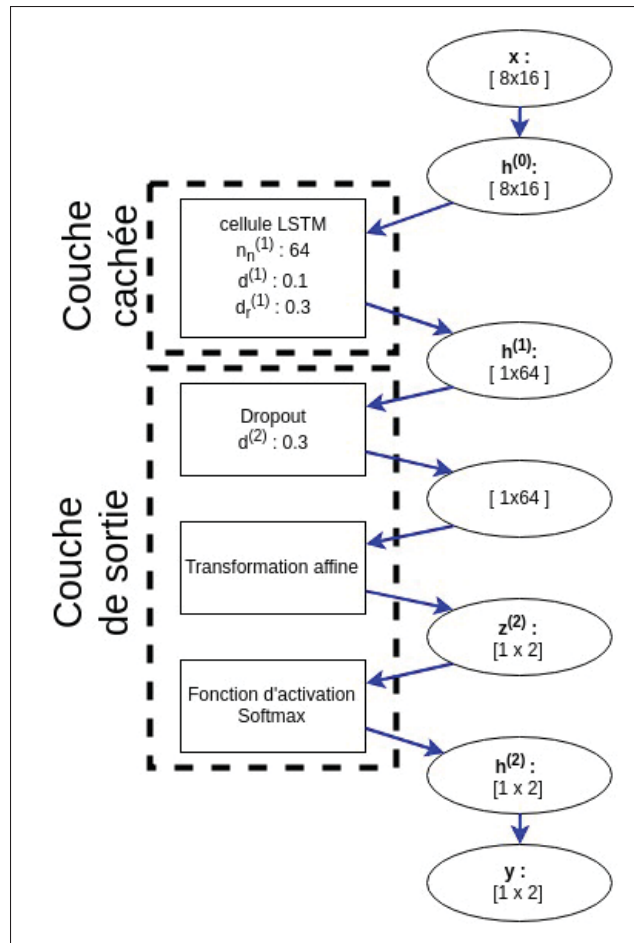 x :
[ 8x16 ]
h(0):
[ 8x16 ]
Couche
cachée
cellule LSTM
nn(1) : 64
d(1) : 0.1
dr(1) : 0.3
h(1):
[ 1x64 ]
Couche
de sortie
Dropout
d(2) : 0.3
[ 1x64 ]
Transformation affine
z(2) :
[1 x 2]
Fonction d'activation
Softmax
h(2) :
[1 x 2]
y :
[1 x 2]